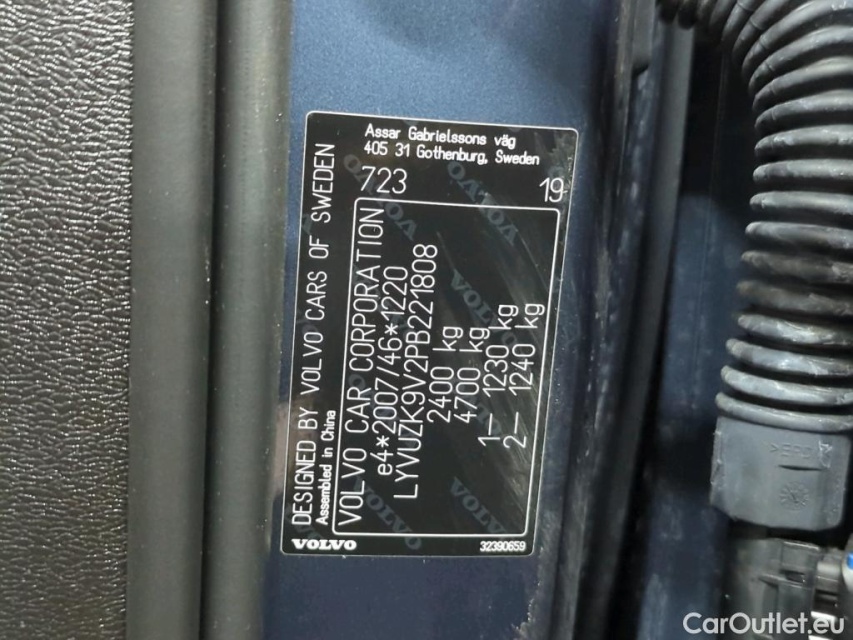 Assar Gabrielssons väg
405 31 Gothenburg, Sweden
723
19
DESIGNED BY VOLVO CARS OF SWEDEN
Assembled in China
VOLVO CAR CORPORATION
e4*2007/46*1220
LYVUZK9V2PB221808
2400 kg
4700 kg
1– 1230 kg
2– 1240 kg
VOLVO
32390659
CarOutlet.eu